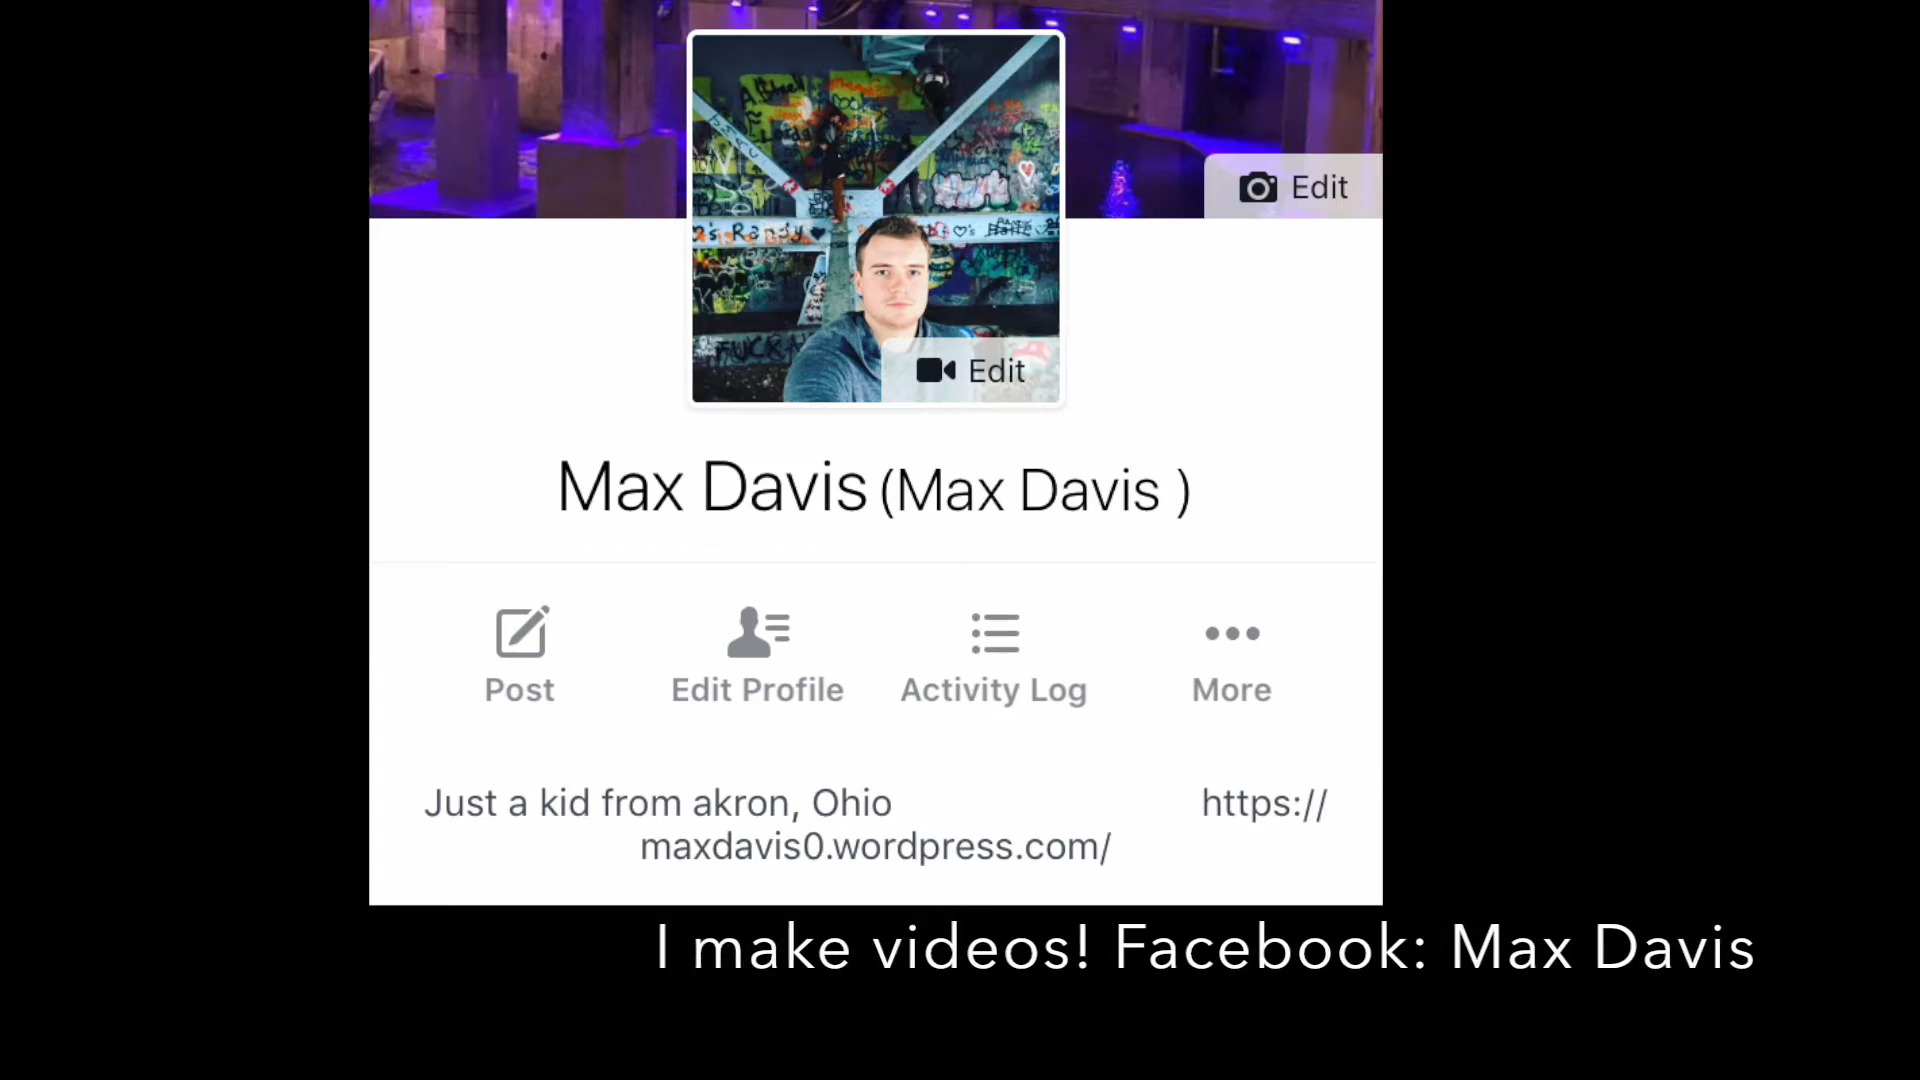 Edit
's Randy
Edit
Max Davis (Max Davis )
Post
Edit Profile
Activity Log
More
Just a kid from akron, Ohio https://
maxdavis0.wordpress.com/
I make videos! Facebook: Max Davis